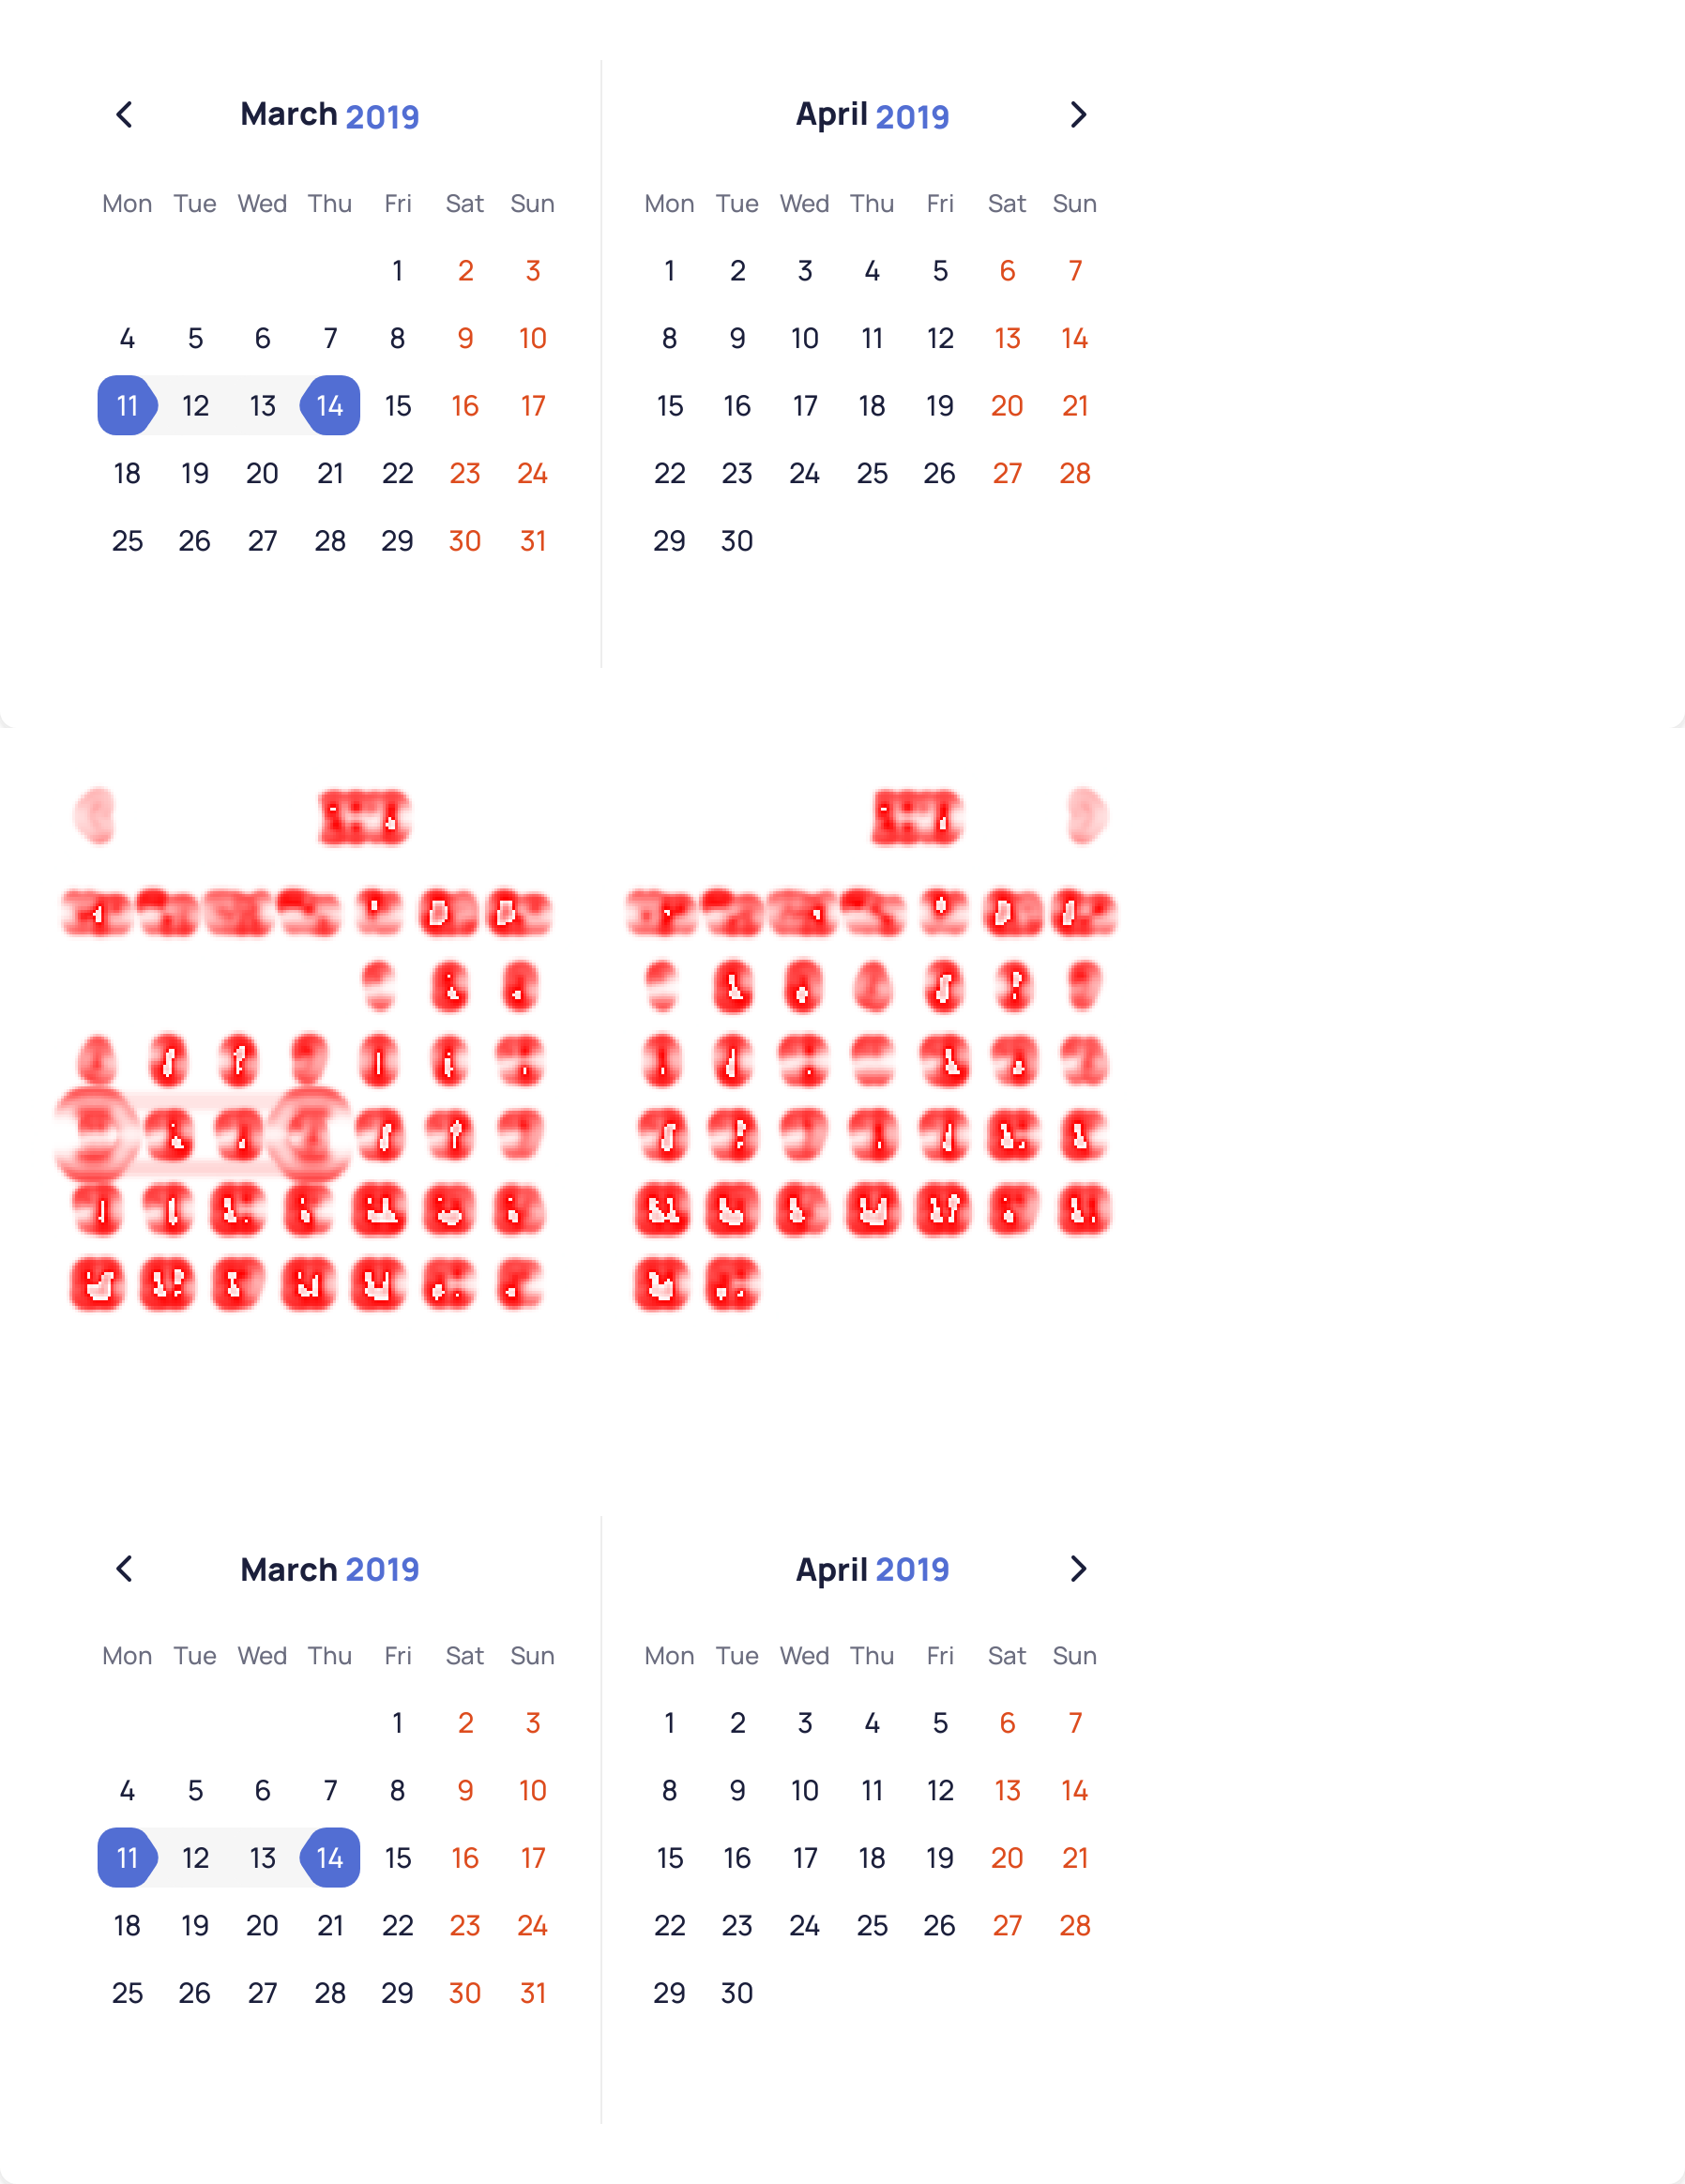 March 2019
Mon Tue Wed Thu Fri Sat Sun
1 2 3
4 5 6 7 8 9 10
11 12 13 14 15 16 17
18 19 20 21 22 23 24
25 26 27 28 29 30 31
April 2019
Mon Tue Wed Thu Fri Sat Sun
1 2 3 4 5 6 7
8 9 10 11 12 13 14
15 16 17 18 19 20 21
22 23 24 25 26 27 28
29 30
March 2019
Mon Tue Wed Thu Fri Sat Sun
1 2 3
4 5 6 7 8 9 10
11 12 13 14 15 16 17
18 19 20 21 22 23 24
25 26 27 28 29 30 31
April 2019
Mon Tue Wed Thu Fri Sat Sun
1 2 3 4 5 6 7
8 9 10 11 12 13 14
15 16 17 18 19 20 21
22 23 24 25 26 27 28
29 30